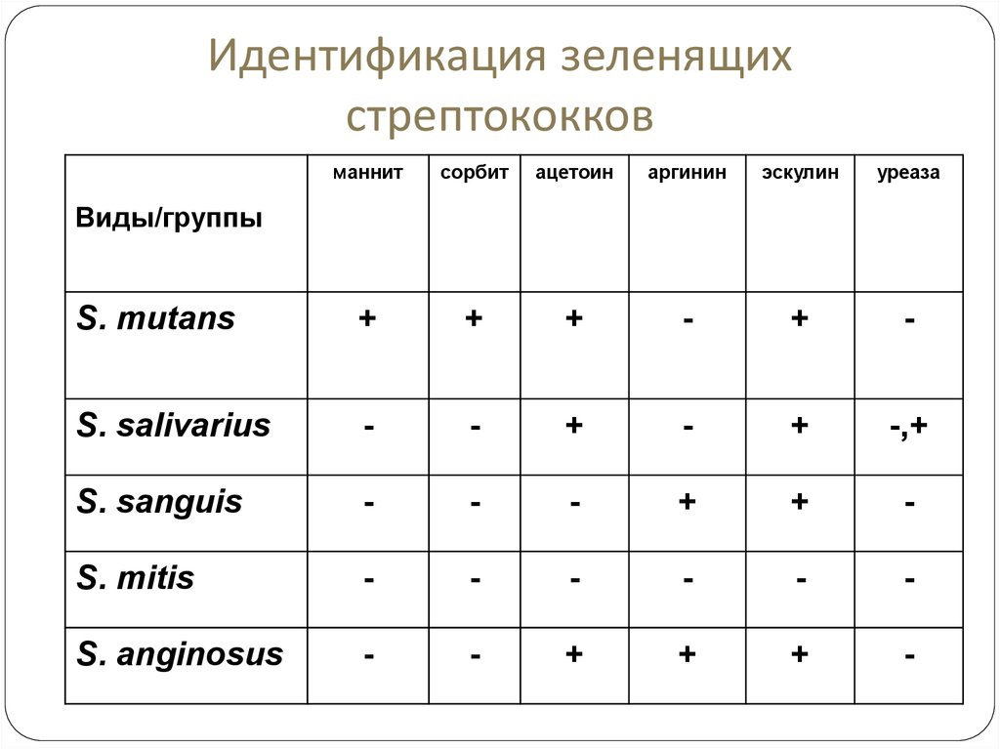 Идентификация зеленящих
стрептококков
маннит сорбит ацетоин аргинин эскулин уреаза
Виды/группы
S. mutans + + + - + -
S. salivarius - - + - + -,+
S. sanguis - - - + + -
S. mitis - - - - - -
S. anginosus - - + + + -